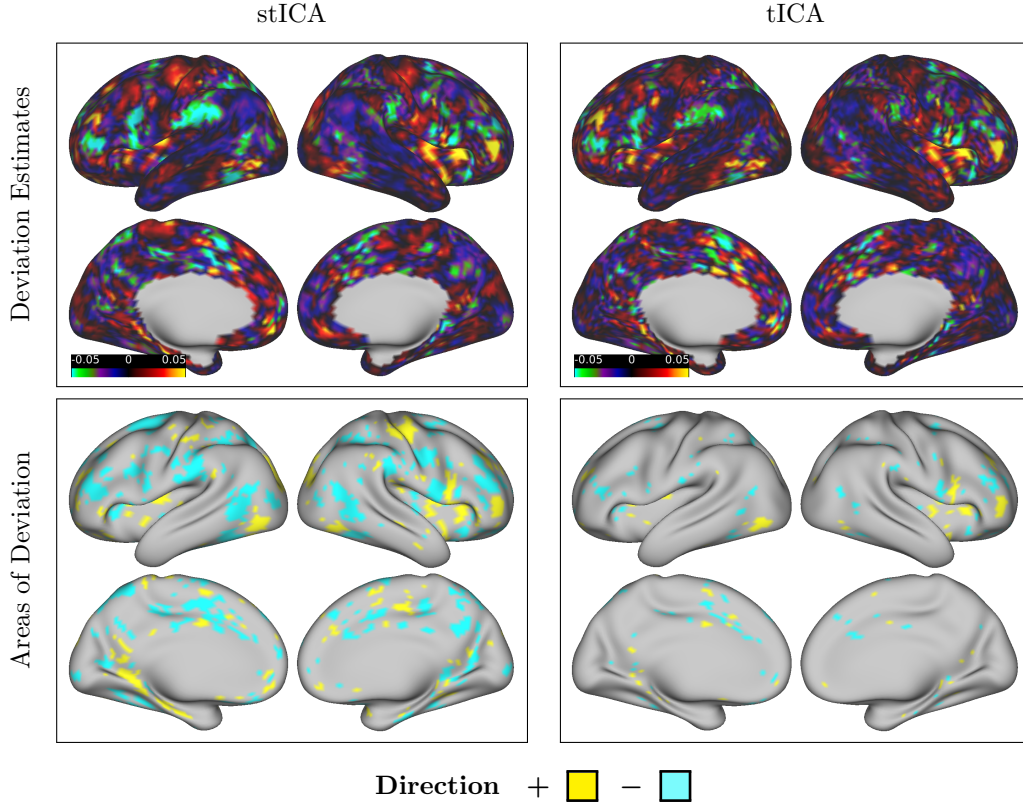 stICA tICA
Deviation Estimates
-0.05 0 0.05 -0.05 0 0.05
Areas of Deviation
Direction + −